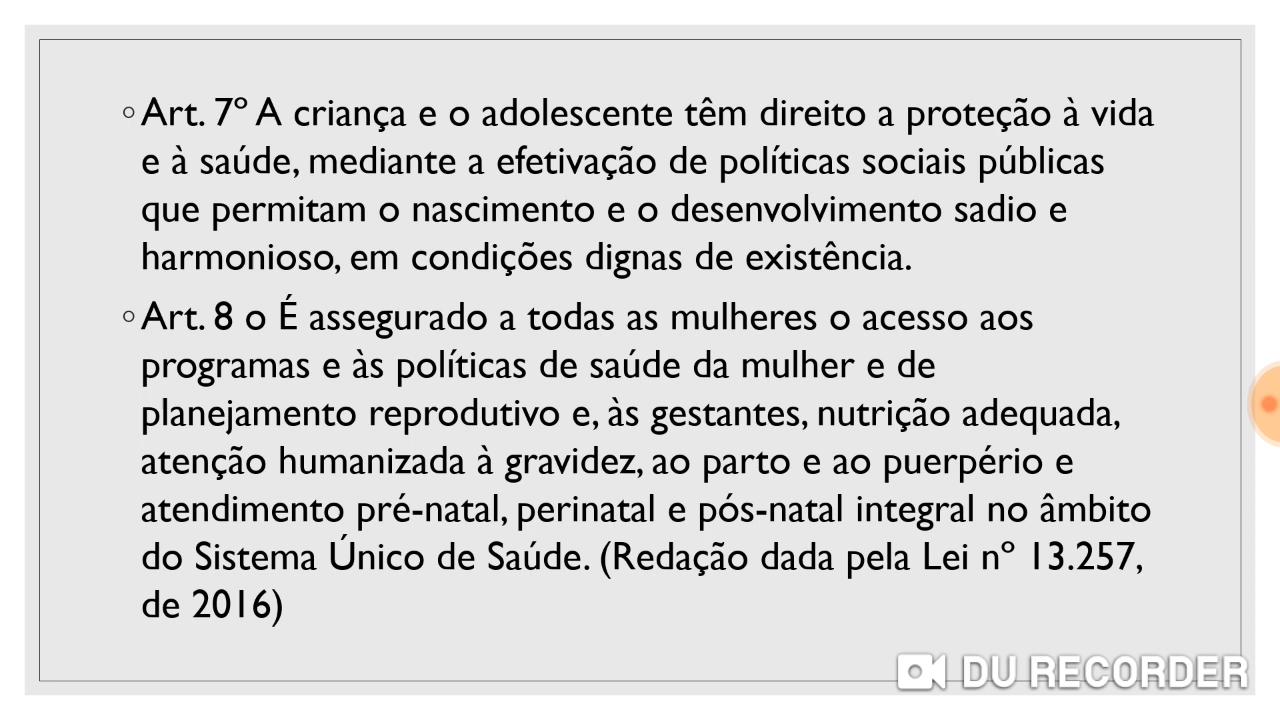 ◦ Art. 7º A criança e o adolescente têm direito a proteção à vida
e à saúde, mediante a efetivação de políticas sociais públicas
que permitam o nascimento e o desenvolvimento sadio e
harmonioso, em condições dignas de existência.
◦ Art. 8 o É assegurado a todas as mulheres o acesso aos
programas e às políticas de saúde da mulher e de
planejamento reprodutivo e, às gestantes, nutrição adequada,
atenção humanizada à gravidez, ao parto e ao puerpério e
atendimento pré-natal, perinatal e pós-natal integral no âmbito
do Sistema Único de Saúde. (Redação dada pela Lei nº 13.257,
de 2016)
DU RECORDER